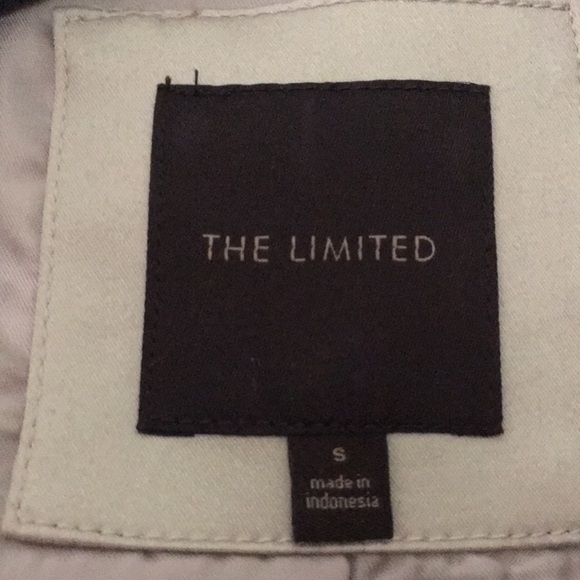 THE LIMITED
S
made in
indonesia